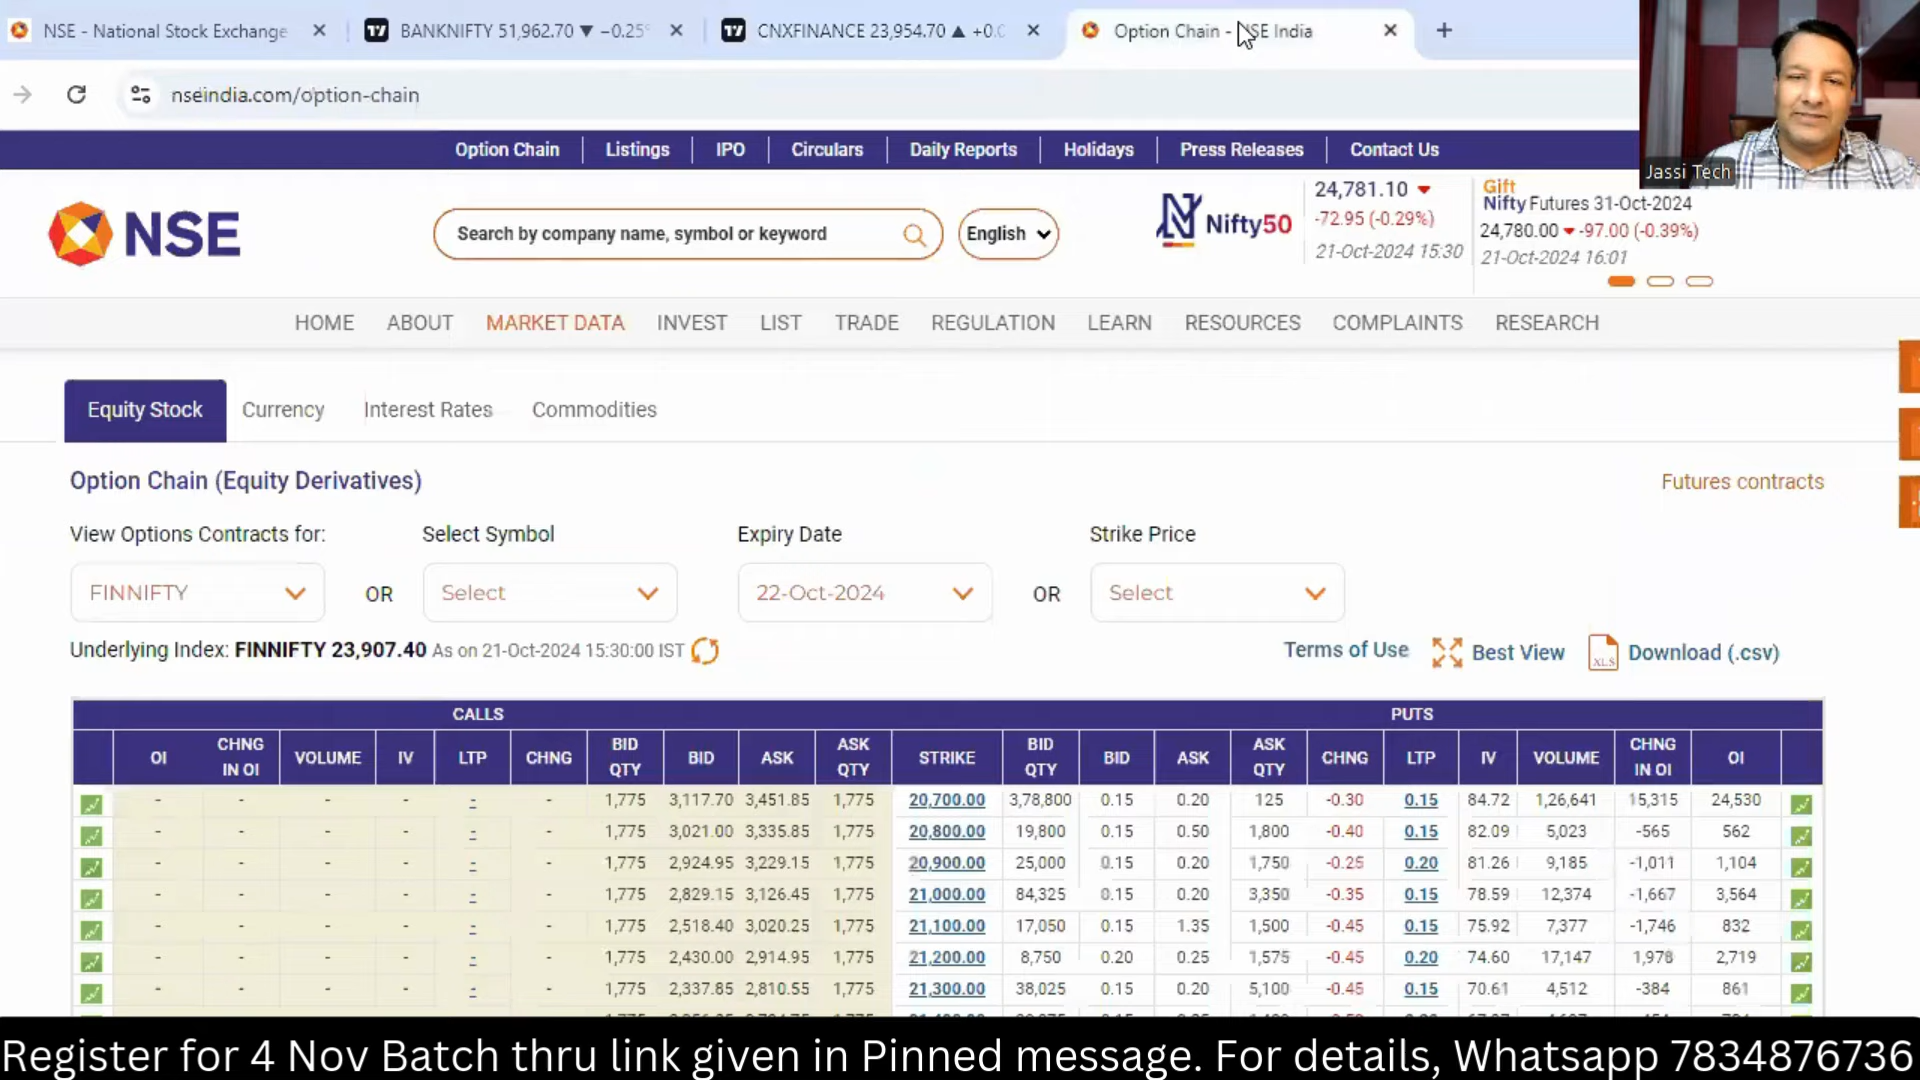 NSE - National Stock Exchange
BANKNIFTY 51,962.70 ▼ −0.25%
CNXFINANCE 23,954.70 ▲ +0.0
Option Chain - NSE India
nseindia.com/option-chain
Option Chain
Listings
IPO
Circulars
Daily Reports
Holidays
Press Releases
Contact Us
Jassi Tech
NSE
Search by company name, symbol or keyword
English
Nifty50
24,781.10
-72.95 (-0.29%)
21-Oct-2024 15:30
Gift
Nifty Futures 31-Oct-2024
24,780.00 -97.00 (-0.39%)
21-Oct-2024 16:01
HOME ABOUT MARKET DATA INVEST LIST TRADE REGULATION LEARN RESOURCES COMPLAINTS RESEARCH
Equity Stock Currency Interest Rates Commodities
Option Chain (Equity Derivatives)
Futures contracts
View Options Contracts for: Select Symbol Expiry Date Strike Price
FINNIFTY OR Select 22-Oct-2024 OR Select
Underlying Index: FINNIFTY 23,907.40 As on 21-Oct-2024 15:30:00 IST
Terms of Use Best View XLS Download (.csv)
CALLS PUTS
OI CHNG IN OI VOLUME IV LTP CHNG BID QTY BID ASK ASK QTY STRIKE BID QTY BID ASK ASK QTY CHNG LTP IV VOLUME CHNG IN OI OI
- - - - - - 1,775 3,117.70 3,451.85 1,775 20,700.00 3,78,800 0.15 0.20 125 -0.30 0.15 84.72 1,26,641 15,315 24,530
- - - - - - 1,775 3,021.00 3,335.85 1,775 20,800.00 19,800 0.15 0.50 1,800 -0.40 0.15 82.09 5,023 -565 562
- - - - - - 1,775 2,924.95 3,229.15 1,775 20,900.00 25,000 0.15 0.20 1,750 -0.25 0.20 81.26 9,185 -1,011 1,104
- - - - - - 1,775 2,829.15 3,126.45 1,775 21,000.00 84,325 0.15 0.20 3,350 -0.35 0.15 78.59 12,374 -1,667 3,564
- - - - - - 1,775 2,518.40 3,020.25 1,775 21,100.00 17,050 0.15 1.35 1,500 -0.45 0.15 75.92 7,377 -1,746 832
- - - - - - 1,775 2,430.00 2,914.95 1,775 21,200.00 8,750 0.20 0.25 1,575 -0.45 0.20 74.60 17,147 1,978 2,719
- - - - - - 1,775 2,337.85 2,810.55 1,775 21,300.00 38,025 0.15 0.20 5,100 -0.45 0.15 70.61 4,512 -384 861
Register for 4 Nov Batch thru link given in Pinned message. For details, Whatsapp 7834876736